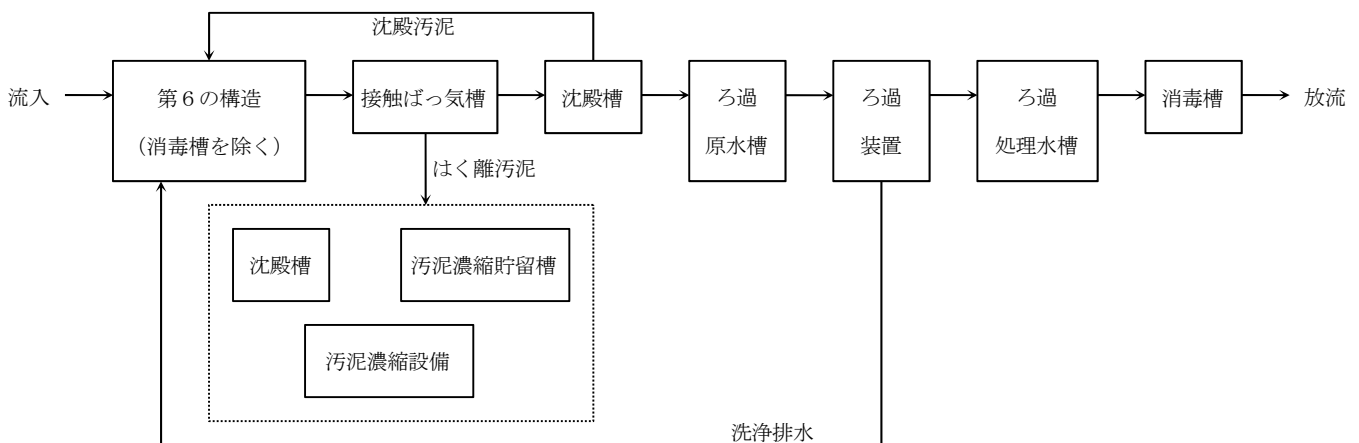 沈殿汚泥
流入
第６の構造
（消毒槽を除く）
接触ばっ気槽
沈殿槽
ろ過
原水槽
ろ過
装置
ろ過
処理水槽
消毒槽
放流
はく離汚泥
沈殿槽
汚泥濃縮貯留槽
汚泥濃縮設備
洗浄排水